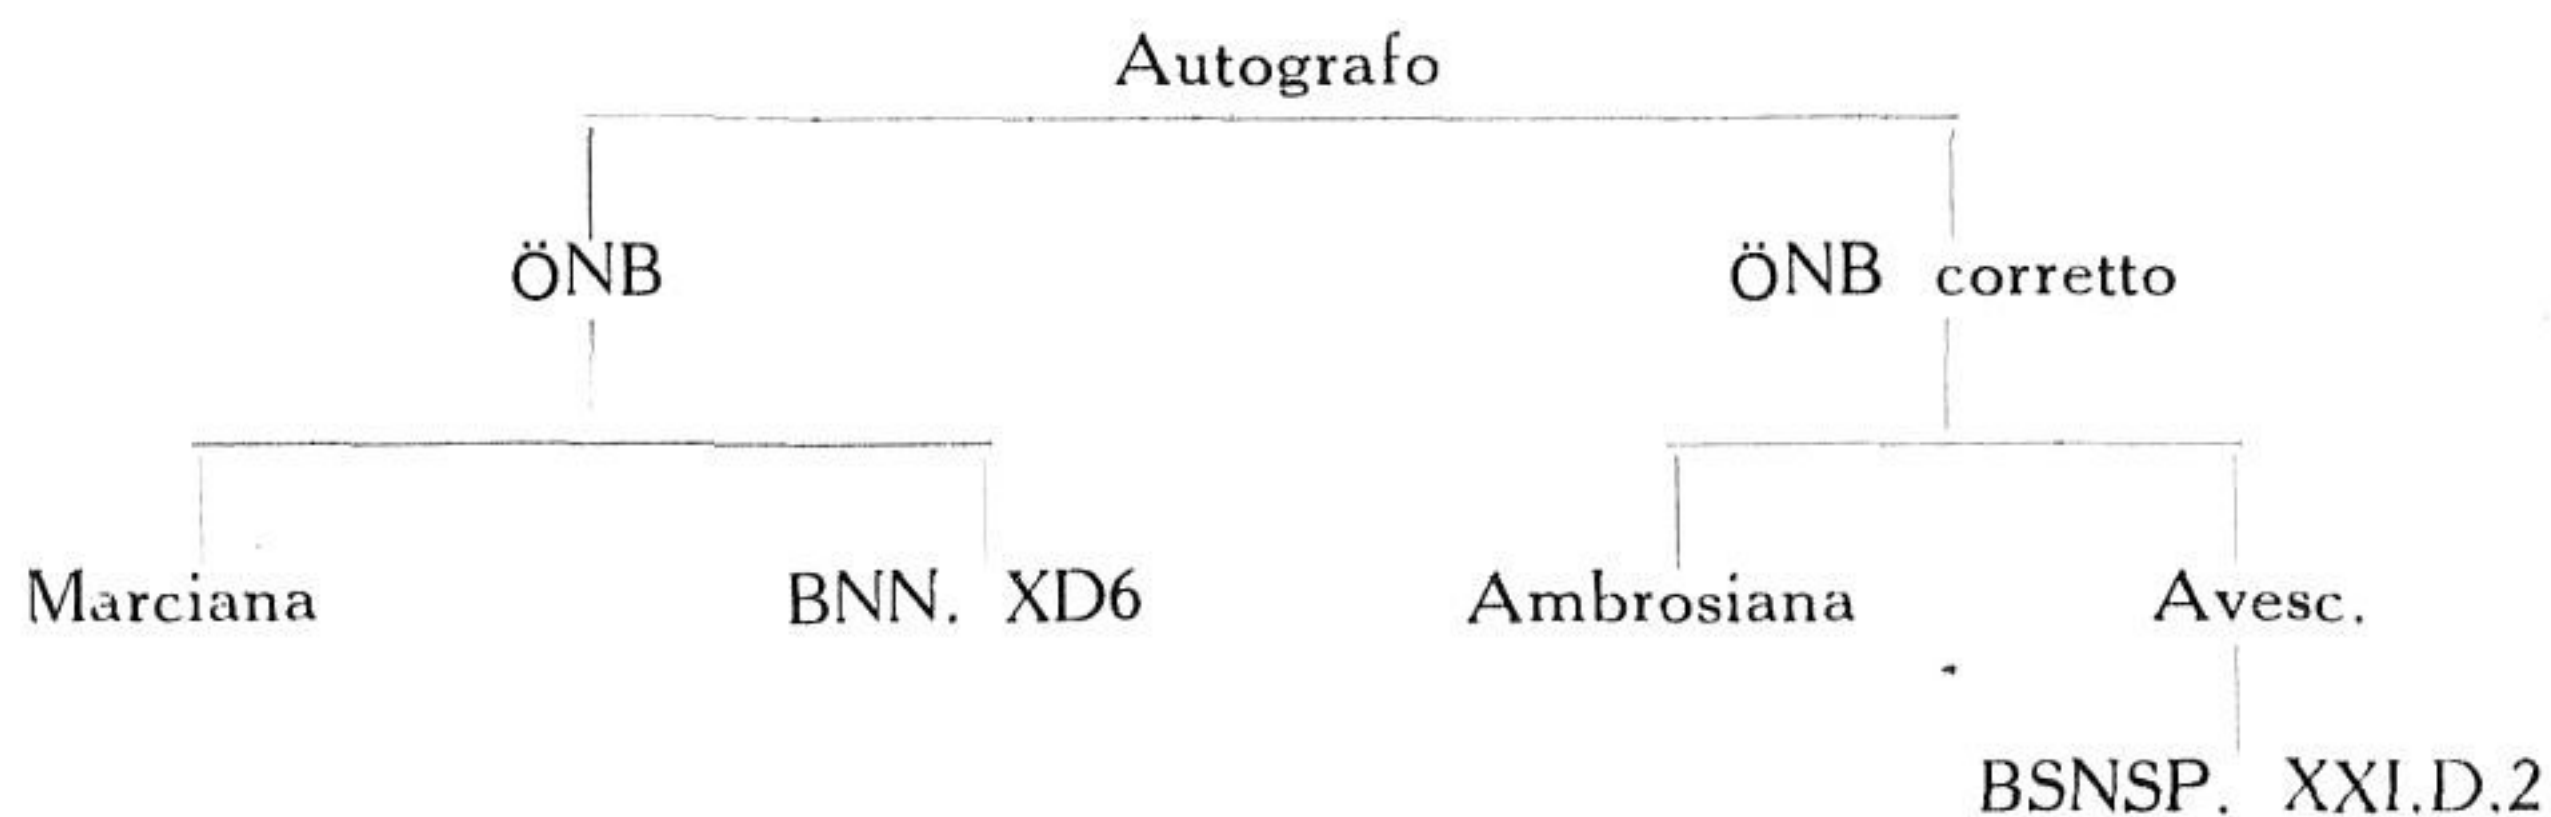 Autografo
ÖNB ÖNB corretto
Marciana BNN. XD6 Ambrosiana Avesc.
BSNSP. XXI.D.2